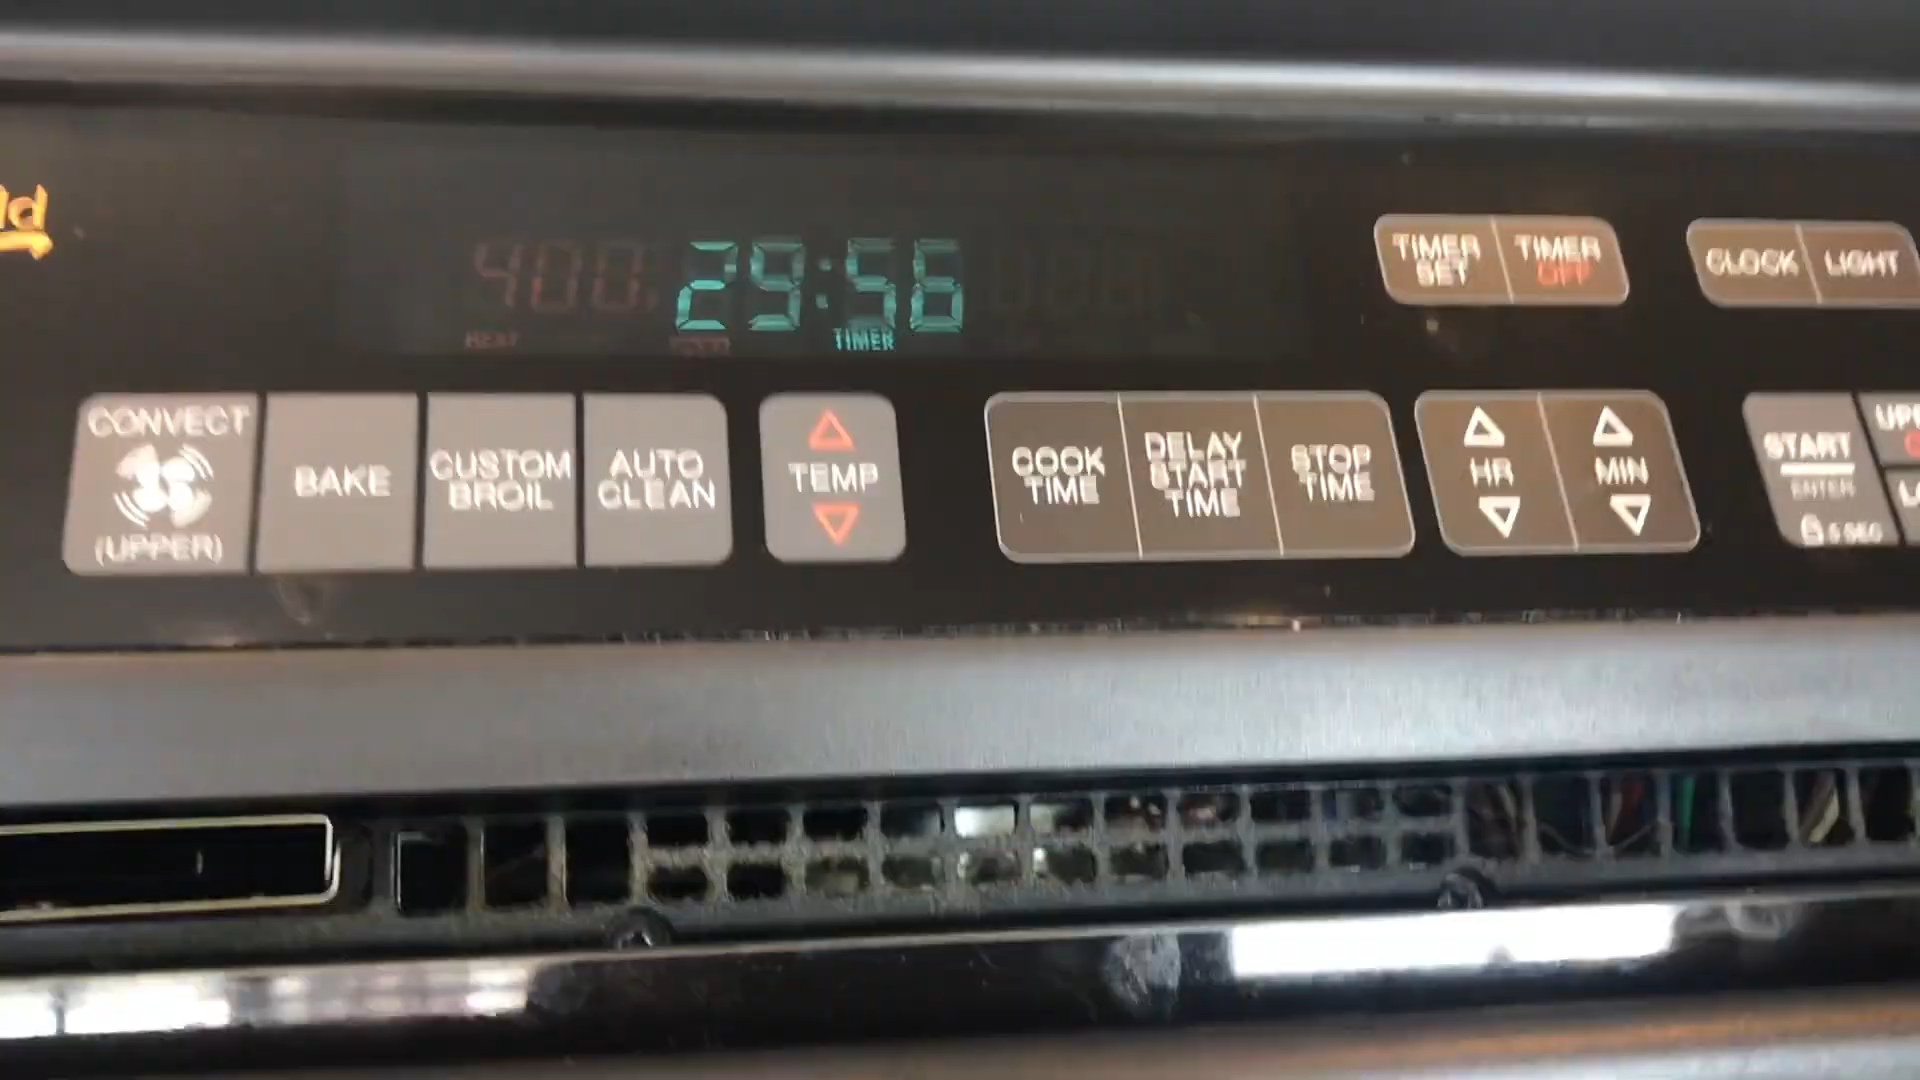 ld
400 29:56
HEAT TIMER
TIMER SET
TIMER OFF
CLOCK
LIGHT
CONVECT
(UPPER)
BAKE
CUSTOM
BROIL
AUTO
CLEAN
TEMP
COOK
TIME
DELAY
START
TIME
STOP
TIME
HR
MIN
START
ENTER